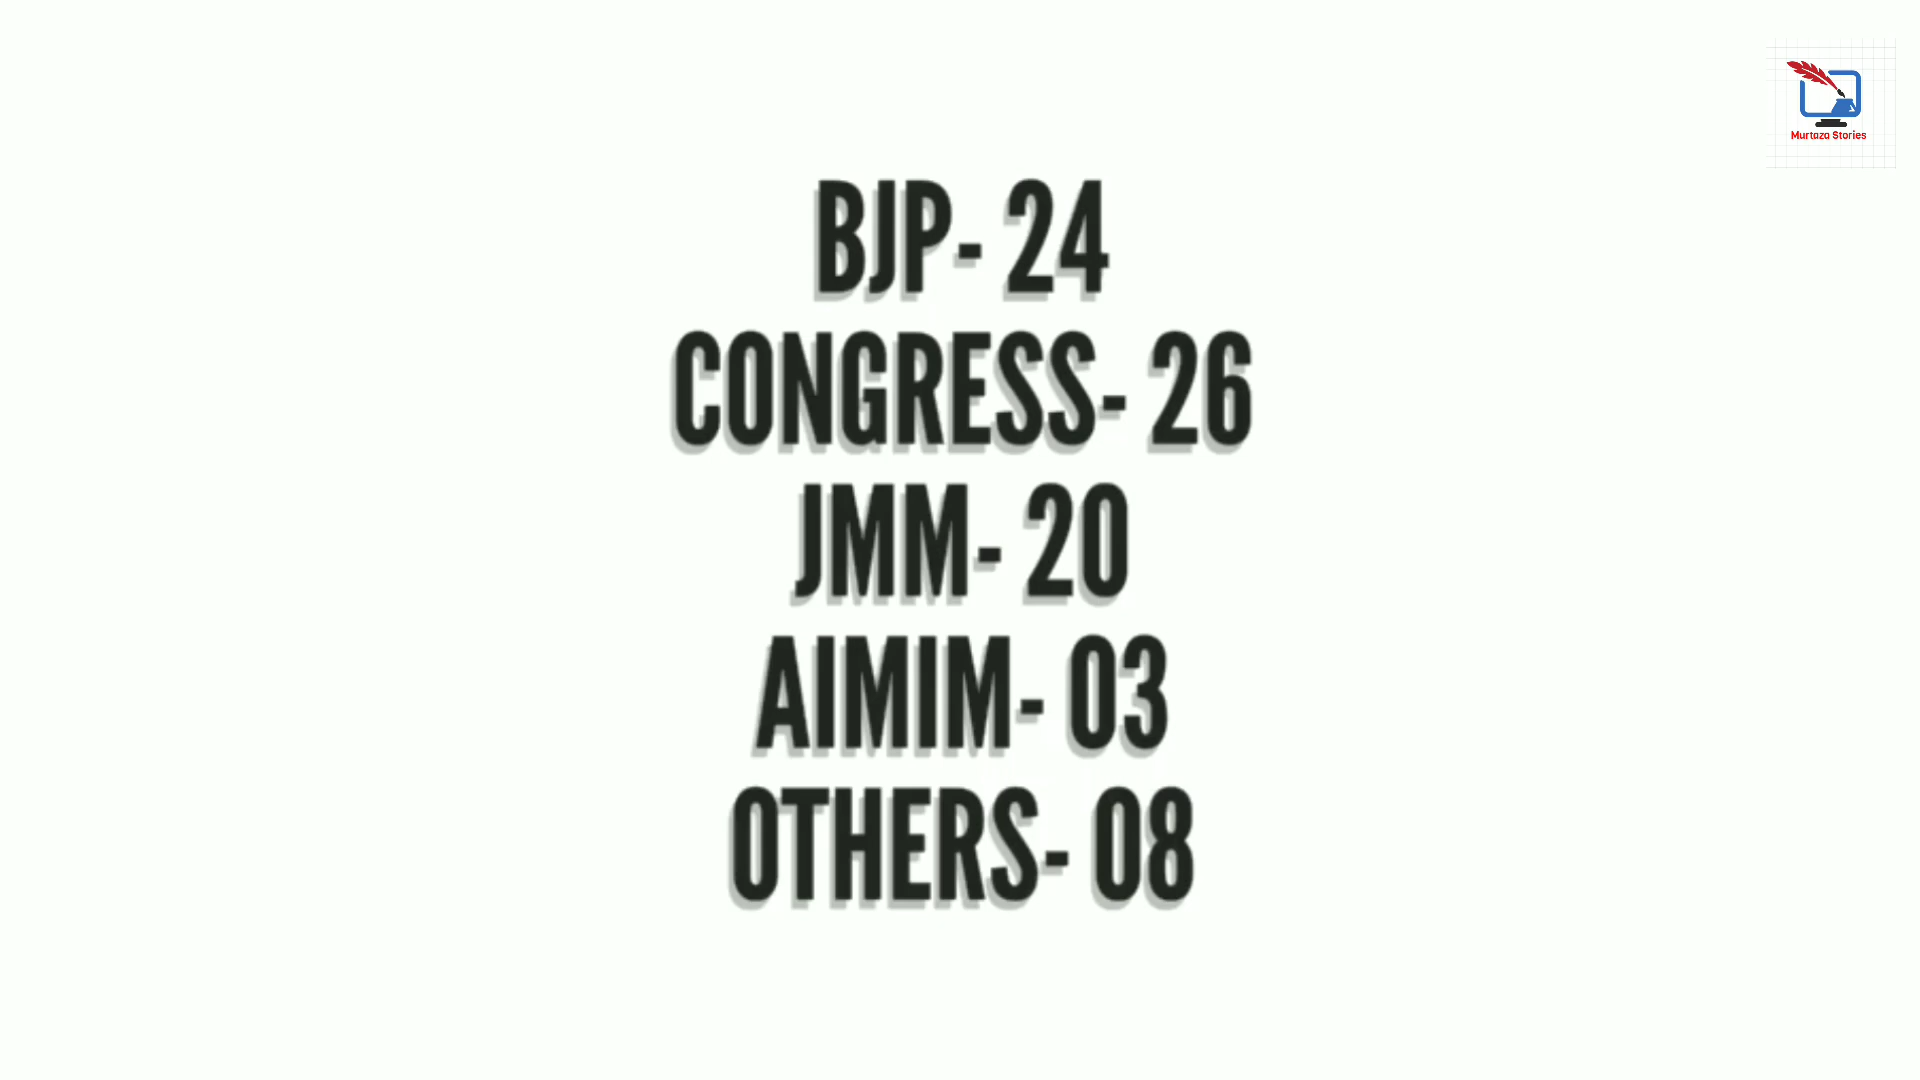 Murtaza Stories
BJP- 24
CONGRESS- 26
JMM- 20
AIMIM- 03
OTHERS- 08